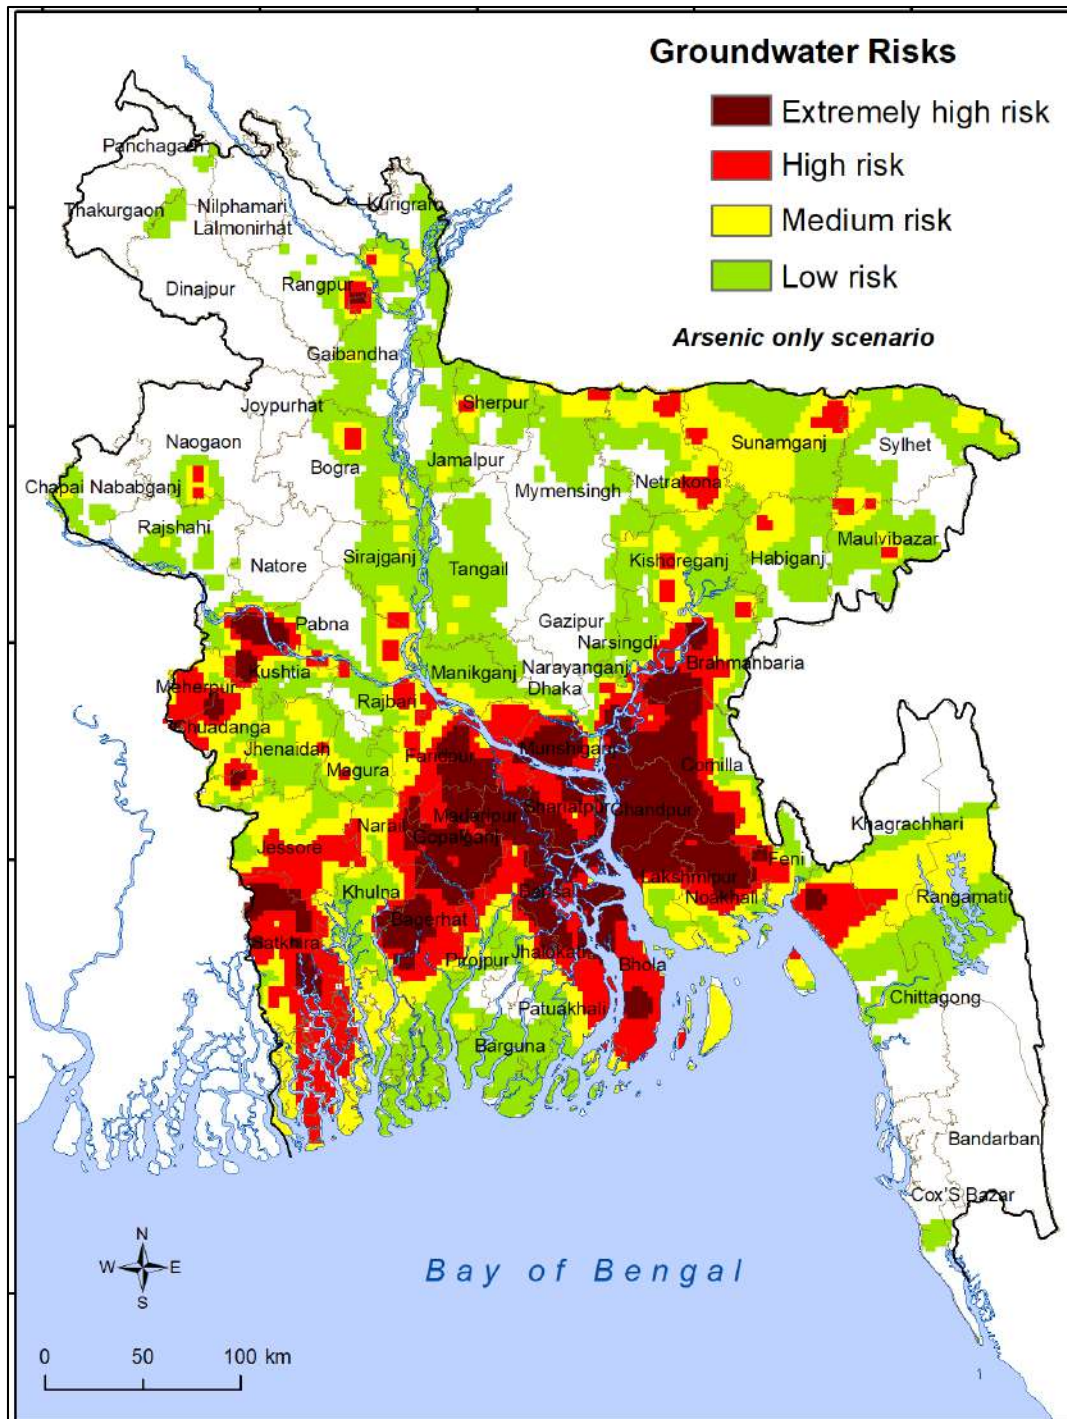 Groundwater Risks
Extremely high risk
High risk
Medium risk
Low risk
Arsenic only scenario
Panchagarh
Thakurgaon
Nilphamari
Lalmonirhat
Kurigram
Dinajpur
Rangpur
Gaibandha
Joypurhat
Sherpur
Naogaon
Bogra
Jamalpur
Sunamganj
Sylhet
Chapai Nababganj
Mymensingh
Netrakona
Rajshahi
Maulvibazar
Natore
Sirajganj
Tangail
Kishoreganj
Habiganj
Pabna
Gazipur
Narsingdi
Kushtia
Manikganj
Narayanganj
Brahmanbaria
Meherpur
Dhaka
Rajbari
Chuadanga
Jhenaidah
Faridpur
Munshiganj
Magura
Comilla
Madaripur
Shariatpur
Chandpur
Narail
Gopalganj
Khagrachhari
Jessore
Feni
Khulna
Lakshmipur
Barisal
Noakhali
Rangamati
Bagerhat
Satkhira
Jhalokati
Pirojpur
Bhola
Patuakhali
Chittagong
Barguna
Bandarban
Cox'S Bazar
N
W E
S
Bay of Bengal
0 50 100 km
1